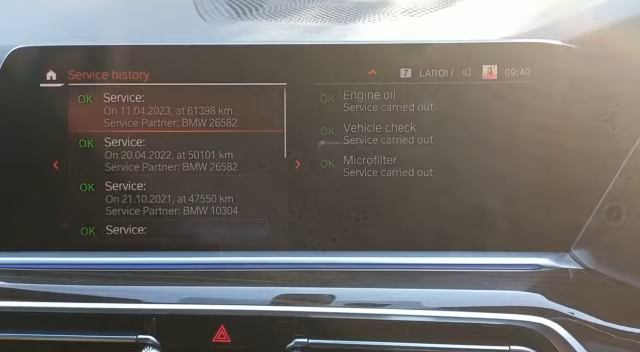 Service history
7 LAROI/ 09:40
OK Service:
On 11.04.2023, at 61398 km
Service Partner: BMW 26582
OK Service:
On 20.04.2022, at 50101 km
Service Partner: BMW 26582
OK Service:
On 21.10.2021, at 47550 km
Service Partner: BMW 10304
OK Service:
OK Engine oil
Service carried out
OK Vehicle check
Service carried out
OK Microfilter
Service carried out